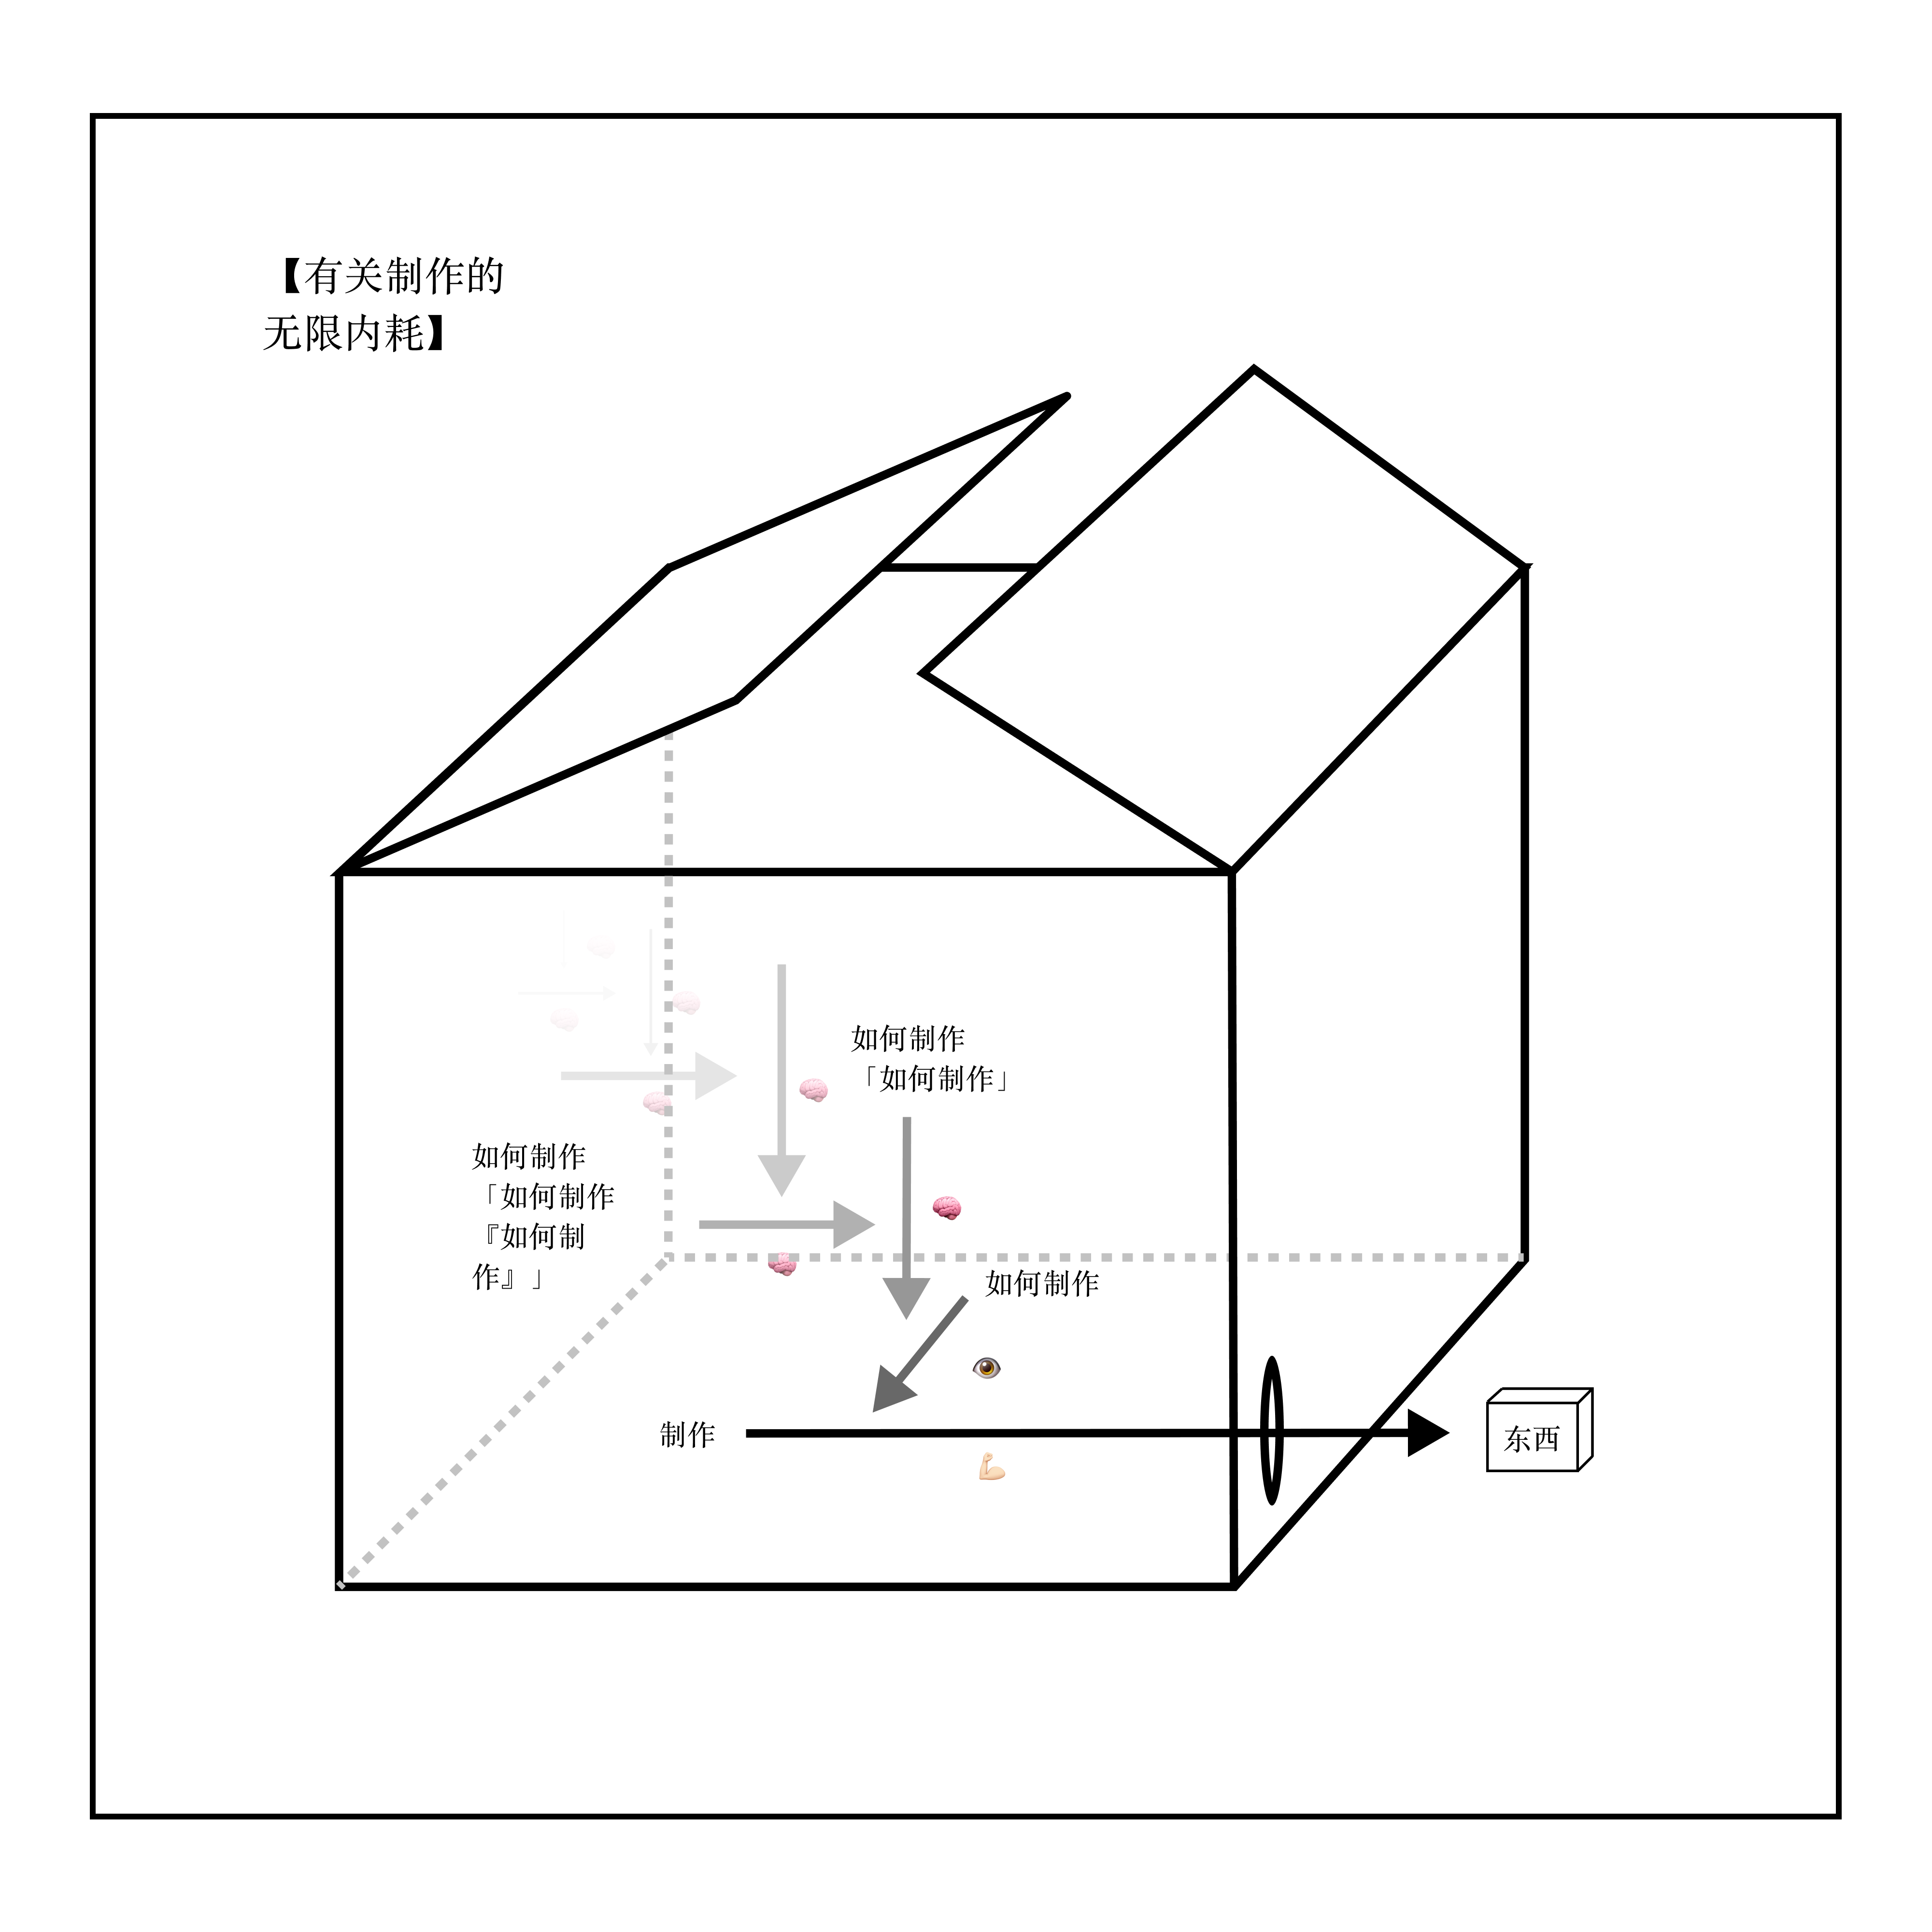 【有关制作的
无限内耗】
如何制作
「如何制作」
如何制作
「如何制作
『如何制
作』」
如何制作
制作
东西